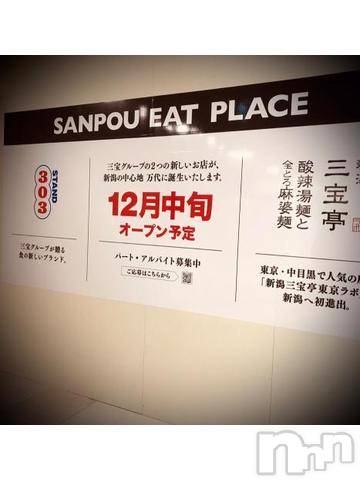 SANPOU EAT PLACE
STAND
303
三宝グループが贈る
食の新しいブランド。
三宝グループの2つの新しいお店が、
新潟の中心地 万代に誕生いたします。
12月中旬
オープン予定
パート・アルバイト募集中
ご応募はこちらから
三宝亭
酸辣湯麺と
全とろ麻婆麺
東京・中目黒で人気の
「新潟三宝亭東京ラボ
新潟へ初進出。
nnn